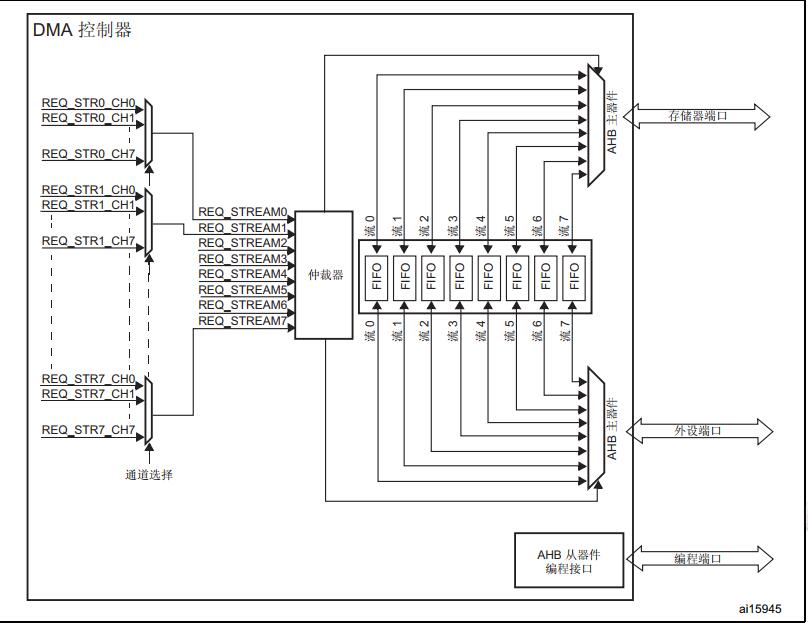 DMA 控制器
REQ_STR0_CH0
REQ_STR0_CH1
REQ_STR0_CH7
REQ_STR1_CH0
REQ_STR1_CH1
REQ_STR1_CH7
REQ_STR7_CH0
REQ_STR7_CH1
REQ_STR7_CH7
通道选择
REQ_STREAM0
REQ_STREAM1
REQ_STREAM2
REQ_STREAM3
REQ_STREAM4
REQ_STREAM5
REQ_STREAM6
REQ_STREAM7
仲裁器
流 0
流 1
流 2
流 3
流 4
流 5
流 6
流 7
FIFO
FIFO
FIFO
FIFO
FIFO
FIFO
FIFO
FIFO
流 0
流 1
流 2
流 3
流 4
流 5
流 6
流 7
AHB 主器件
存储器端口
AHB 主器件
外设端口
AHB 从器件
编程接口
编程端口
ai15945